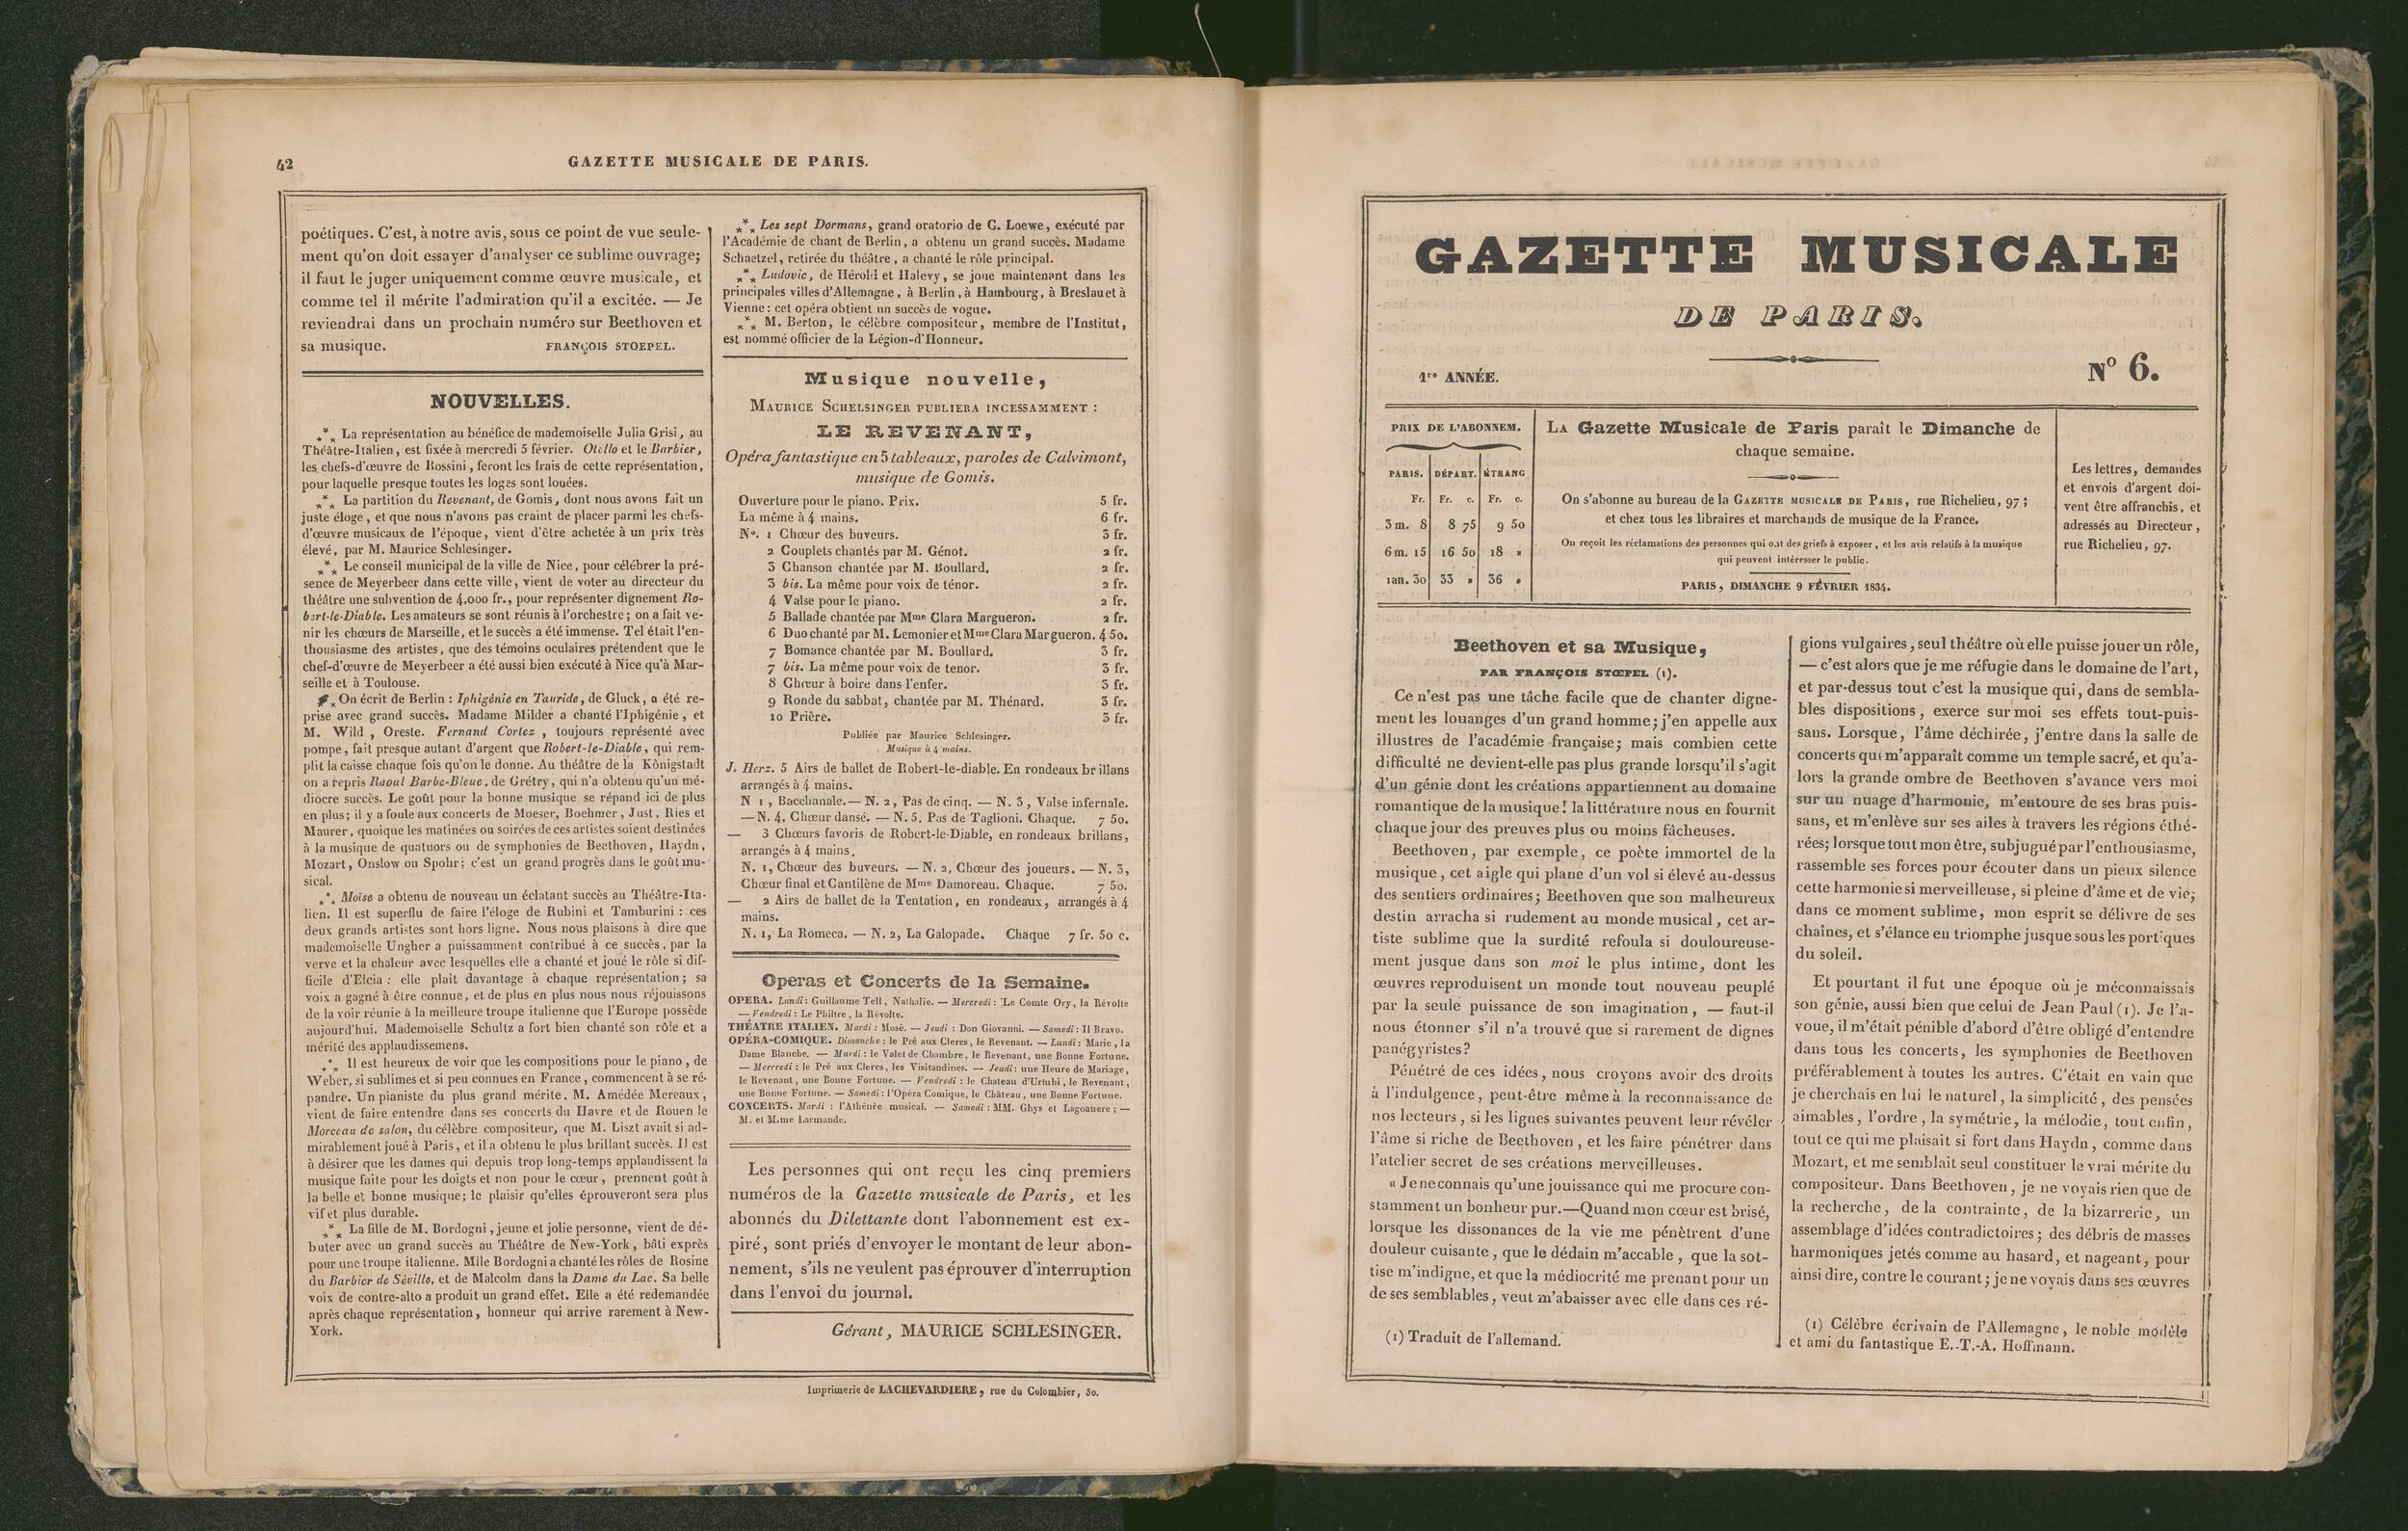 42
GAZETTE MUSICALE DE PARIS.
poétiques. C'est, à notre avis, sous ce point de vue seule-
ment qu'on doit essayer d'analyser ce sublime ouvrage;
il faut le juger uniquement comme œuvre musicale, et
comme tel il mérite l'admiration qu'il a excitée. — Je
reviendrai dans un prochain numéro sur Beethoven et
sa musique. FRANÇOIS STOEPEL.
NOUVELLES.
*** La représentation au bénéfice de mademoiselle Julia Grisi, au
Théâtre-Italien, est fixée à mercredi 5 février. Otello et le Barbier,
les chefs-d'œuvre de Rossini, feront les frais de cette représentation,
pour laquelle presque toutes les loges sont louées.
*** La partition du Revenant, de Gomis, dont nous avons fait un
juste éloge, et que nous n'avons pas craint de placer parmi les chefs-
d'œuvre musicaux de l'époque, vient d'être achetée à un prix très
élevé, par M. Maurice Schlesinger.
*** Le conseil municipal de la ville de Nice, pour célébrer la pré-
sence de Meyerbeer dans cette ville, vient de voter au directeur du
théâtre une subvention de 4,000 fr., pour représenter dignement Ro-
bert-le-Diable. Les amateurs se sont réunis à l'orchestre; on a fait ve-
nir les chœurs de Marseille, et le succès a été immense. Tel était l'en-
thousiasme des artistes, que des témoins oculaires prétendent que le
chef-d'œuvre de Meyerbeer a été aussi bien exécuté à Nice qu'à Mar-
seille et à Toulouse.
*** On écrit de Berlin : Iphigénie en Tauride, de Gluck, a été re-
prise avec grand succès. Madame Milder a chanté l'Iphigénie, et
M. Wild, Oreste. Fernand Cortez, toujours représenté avec
pompe, fait presque autant d'argent que Robert-le-Diable, qui rem-
plit la caisse chaque fois qu'on le donne. Au théâtre de la Königstadt
on a repris Raoul Barbe-Bleue, de Grétry, qui n'a obtenu qu'un mé-
diocre succès. Le goût pour la bonne musique se répand ici de plus
en plus; il y a foule aux concerts de Moeser, Boehmer, Just, Ries et
Maurer, quoique les matinées ou soirées de ces artistes soient destinées
à la musique de quatuors ou de symphonies de Beethoven, Haydn,
Mozart, Onslow ou Spohr; c'est un grand progrès dans le goût mu-
sical.
*** Moïse a obtenu de nouveau un éclatant succès au Théâtre-Ita-
lien. Il est superflu de faire l'éloge de Rubini et Tamburini : ces
deux grands artistes sont hors ligne. Nous nous plaisons à dire que
mademoiselle Ungher a puissamment contribué à ce succès, par la
verve et la chaleur avec lesquelles elle a chanté et joué le rôle si dif-
ficile d'Elcia : elle plaît davantage à chaque représentation; sa
voix a gagné à être connue, et de plus en plus nous nous réjouissons
de la voir réunie à la meilleure troupe italienne que l'Europe possède
aujourd'hui. Mademoiselle Schultz a fort bien chanté son rôle et a
mérité des applaudissemens.
*** Il est heureux de voir que les compositions pour le piano, de
Weber, si sublimes et si peu connues en France, commencent à se ré-
pandre. Un pianiste du plus grand mérite, M. Amédée Mereaux,
vient de faire entendre dans ses concerts du Havre et de Rouen le
Morceau de salon, du célèbre compositeur, que M. Liszt avait si ad-
mirablement joué à Paris, et il a obtenu le plus brillant succès. Il est
à désirer que les dames qui depuis trop long-temps applaudissent la
musique faite pour les doigts et non pour le cœur, prennent goût à
la belle et bonne musique; le plaisir qu'elles éprouveront sera plus
vif et plus durable.
*** La fille de M. Bordogni, jeune et jolie personne, vient de dé-
buter avec un grand succès au Théâtre de New-York, bâti exprès
pour une troupe italienne. Mlle Bordogni a chanté les rôles de Rosine
du Barbier de Séville, et de Malcolm dans la Dame du Lac. Sa belle
voix de contre-alto a produit un grand effet. Elle a été redemandée
après chaque représentation, honneur qui arrive rarement à New-
York.
*** Les sept Dormans, grand oratorio de C. Loewe, exécuté par
l'Académie de chant de Berlin, a obtenu un grand succès. Madame
Schaetzel, retirée du théâtre, a chanté le rôle principal.
*** Ludovic, de Hérold et Halevy, se joue maintenant dans les
principales villes d'Allemagne, à Berlin, à Hambourg, à Breslau et à
Vienne : cet opéra obtient un succès de vogue.
*** M. Berton, le célèbre compositeur, membre de l'Institut,
est nommé officier de la Légion-d'Honneur.
Musique nouvelle,
MAURICE SCHELSINGER PUBLIERA INCESSAMMENT :
LE REVENANT,
Opéra fantastique en 5 tableaux, paroles de Calvimont,
musique de Gomis.
Ouverture pour le piano. Prix. 5 fr.
La même à 4 mains. 6 fr.
No. 1 Chœur des buveurs. 3 fr.
2 Couplets chantés par M. Génot. 2 fr.
3 Chanson chantée par M. Boullard. 2 fr.
3 bis. La même pour voix de ténor. 2 fr.
4 Valse pour le piano. 2 fr.
5 Ballade chantée par Mme Clara Margueron. 2 fr.
6 Duo chanté par M. Lemonier et Mme Clara Margueron. 4 50.
7 Bomance chantée par M. Boullard. 3 fr.
7 bis. La même pour voix de tenor. 3 fr.
8 Chœur à boire dans l'enfer. 3 fr.
9 Ronde du sabbat, chantée par M. Thénard. 3 fr.
10 Prière. 3 fr.
Publiée par Maurice Schlesinger.
Musique à 4 mains.
J. Herz. 5 Airs de ballet de Robert-le-diable. En rondeaux brillans
arrangés à 4 mains.
N 1, Bacchanale. — N. 2, Pas de cinq. — N. 3, Valse infernale.
— N. 4, Chœur dansé. — N. 5, Pas de Taglioni. Chaque. 7 50.
— 3 Chœurs favoris de Robert-le-Diable, en rondeaux brillans,
arrangés à 4 mains.
N. 1, Chœur des buveurs. — N. 2, Chœur des joueurs. — N. 3,
Chœur final et Cantilène de Mme Damoreau. Chaque. 7 50.
— 2 Airs de ballet de la Tentation, en rondeaux, arrangés à 4
mains.
N. 1, La Romeca. — N. 2, La Galopade. Chaque 7 fr. 50 c.
Operas et Concerts de la Semaine.
OPERA. Lundi : Guillaume Tell, Nathalie. — Mercredi : Le Comte Ory, la Révolte
— Vendredi : Le Philtre, la Révolte.
THÉATRE ITALIEN. Mardi : Mosè. — Jeudi : Don Giovanni. — Samedi : Il Bravo.
OPÉRA-COMIQUE. Dimanche : le Pré aux Clercs, le Revenant. — Lundi : Marie, la
Dame Blanche. — Mardi : le Valet de Chambre, le Revenant, une Bonne Fortune.
— Mercredi : le Pré aux Clercs, les Visitandines. — Jeudi : une Heure de Mariage,
le Revenant, une Bonne Fortune. — Vendredi : le Chateau d'Urtubi, le Revenant,
une Bonne Fortune. — Samedi : l'Opéra Comique, le Château, une Bonne Fortune.
CONCERTS. Mardi : l'Athénée musical. — Samedi : MM. Ghys et Lagoanere; —
M. et M.me Larmande.
Les personnes qui ont reçu les cinq premiers
numéros de la Gazette musicale de Paris, et les
abonnés du Dilettante dont l'abonnement est ex-
piré, sont priés d'envoyer le montant de leur abon-
nement, s'ils ne veulent pas éprouver d'interruption
dans l'envoi du journal.
Gérant, MAURICE SCHLESINGER.
Imprimerie de LACHEVARDIERE, rue du Colombier, 30.
GAZETTE MUSICALE
DE PARIS.
1re ANNÉE.
No 6.
PRIX DE L'ABONNEM.
PARIS. DÉPART. ÉTRANG
Fr. Fr. c. Fr. c.
3 m. 8 8 75 9 50
6 m. 15 16 50 18 »
1 an. 30 33 » 36 »
LA Gazette Musicale de Paris paraît le Dimanche de
chaque semaine.
On s'abonne au bureau de la GAZETTE MUSICALE DE PARIS, rue Richelieu, 97;
et chez tous les libraires et marchands de musique de la France.
On reçoit les réclamations des personnes qui ont des griefs à exposer, et les avis relatifs à la musique
qui peuvent intéresser le public.
PARIS, DIMANCHE 9 FÉVRIER 1834.
Les lettres, demandes
et envois d'argent doi-
vent être affranchis, et
adressés au Directeur,
rue Richelieu, 97.
Beethoven et sa Musique,
PAR FRANÇOIS STŒPEL (1).
Ce n'est pas une tâche facile que de chanter digne-
ment les louanges d'un grand homme; j'en appelle aux
illustres de l'académie française; mais combien cette
difficulté ne devient-elle pas plus grande lorsqu'il s'agit
d'un génie dont les créations appartiennent au domaine
romantique de la musique! la littérature nous en fournit
chaque jour des preuves plus ou moins fâcheuses.
Beethoven, par exemple, ce poète immortel de la
musique, cet aigle qui plane d'un vol si élevé au-dessus
des sentiers ordinaires; Beethoven que son malheureux
destin arracha si rudement au monde musical, cet ar-
tiste sublime que la surdité refoula si douloureuse-
ment jusque dans son moi le plus intime, dont les
œuvres reproduisent un monde tout nouveau peuplé
par la seule puissance de son imagination, — faut-il
nous étonner s'il n'a trouvé que si rarement de dignes
panégyristes?
Pénétré de ces idées, nous croyons avoir des droits
à l'indulgence, peut-être même à la reconnaissance de
nos lecteurs, si les lignes suivantes peuvent leur révéler
l'âme si riche de Beethoven, et les faire pénétrer dans
l'atelier secret de ses créations merveilleuses.
« Je ne connais qu'une jouissance qui me procure con-
stamment un bonheur pur.—Quand mon cœur est brisé,
lorsque les dissonances de la vie me pénètrent d'une
douleur cuisante, que le dédain m'accable, que la sot-
tise m'indigne, et que la médiocrité me prenant pour un
de ses semblables, veut m'abaisser avec elle dans ces ré-
(1) Traduit de l'allemand.
gions vulgaires, seul théâtre où elle puisse jouer un rôle,
— c'est alors que je me réfugie dans le domaine de l'art,
et par-dessus tout c'est la musique qui, dans de sembla-
bles dispositions, exerce sur moi ses effets tout-puis-
sans. Lorsque, l'âme déchirée, j'entre dans la salle de
concerts qui m'apparaît comme un temple sacré, et qu'a-
lors la grande ombre de Beethoven s'avance vers moi
sur un nuage d'harmonie, m'entoure de ses bras puis-
sans, et m'enlève sur ses ailes à travers les régions éthé-
rées; lorsque tout mon être, subjugué par l'enthousiasme,
rassemble ses forces pour écouter dans un pieux silence
cette harmonie si merveilleuse, si pleine d'âme et de vie;
dans ce moment sublime, mon esprit se délivre de ses
chaînes, et s'élance en triomphe jusque sous les portiques
du soleil.
Et pourtant il fut une époque où je méconnaissais
son génie, aussi bien que celui de Jean Paul (1). Je l'a-
voue, il m'était pénible d'abord d'être obligé d'entendre
dans tous les concerts, les symphonies de Beethoven
préférablement à toutes les autres. C'était en vain que
je cherchais en lui le naturel, la simplicité, des pensées
aimables, l'ordre, la symétrie, la mélodie, tout enfin,
tout ce qui me plaisait si fort dans Haydn, comme dans
Mozart, et me semblait seul constituer le vrai mérite du
compositeur. Dans Beethoven, je ne voyais rien que de
la recherche, de la contrainte, de la bizarrerie, un
assemblage d'idées contradictoires; des débris de masses
harmoniques jetés comme au hasard, et nageant, pour
ainsi dire, contre le courant; je ne voyais dans ses œuvres
(1) Célèbre écrivain de l'Allemagne, le noble modèle
et ami du fantastique E.-T.-A. Hoffmann.